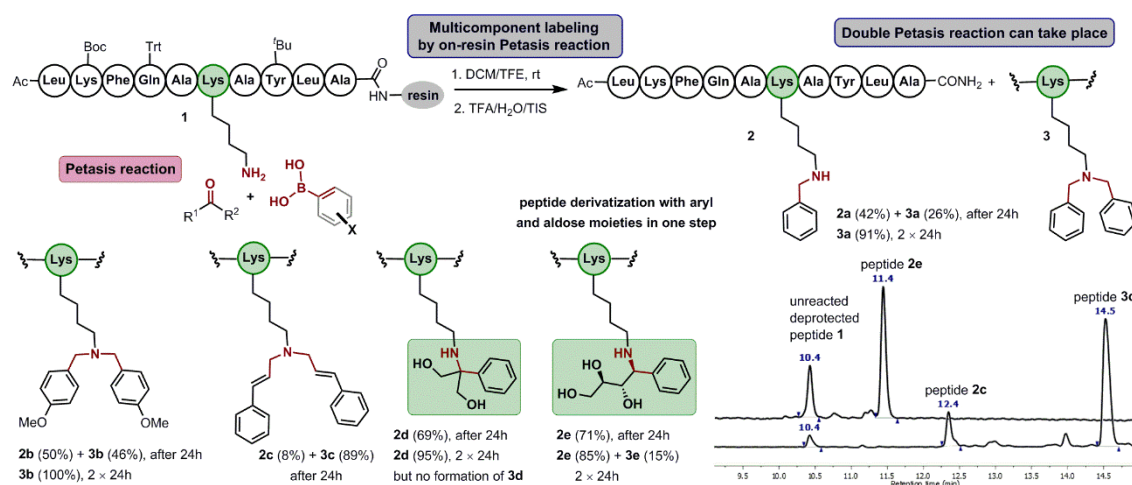 Multicomponent labeling
by on-resin Petasis reaction
Double Petasis reaction can take place
Boc
Trt
tBu
Ac Leu Lys Phe Gln Ala Lys Ala Tyr Leu Ala
O
HN resin
1
1. DCM/TFE, rt
2. TFA/H2O/TIS
Ac Leu Lys Phe Gln Ala Lys Ala Tyr Leu Ala CONH2 +
Lys
2
3
NH
N
Petasis reaction
NH2
O
R1 R2
+
HO
B
HO
X
peptide derivatization with aryl
and aldose moieties in one step
2a (42%) + 3a (26%), after 24h
3a (91%), 2 × 24h
Lys
N
MeO OMe
2b (50%) + 3b (46%), after 24h
3b (100%), 2 × 24h
Lys
N
2c (8%) + 3c (89%)
after 24h
Lys
HN
HO
OH
2d (69%), after 24h
2d (95%), 2 × 24h
but no formation of 3d
Lys
HN
OH
HO
OH
2e (71%), after 24h
2e (85%) + 3e (15%)
2 × 24h
peptide 2e
11.4
unreacted
deprotected
peptide 1
10.4
peptide 3c
14.5
peptide 2c
12.4
10.4
9.0 9.5 10.0 10.5 11.0 11.5 12.0 12.5 13.0 13.5 14.0 14.5
Retention time (min)